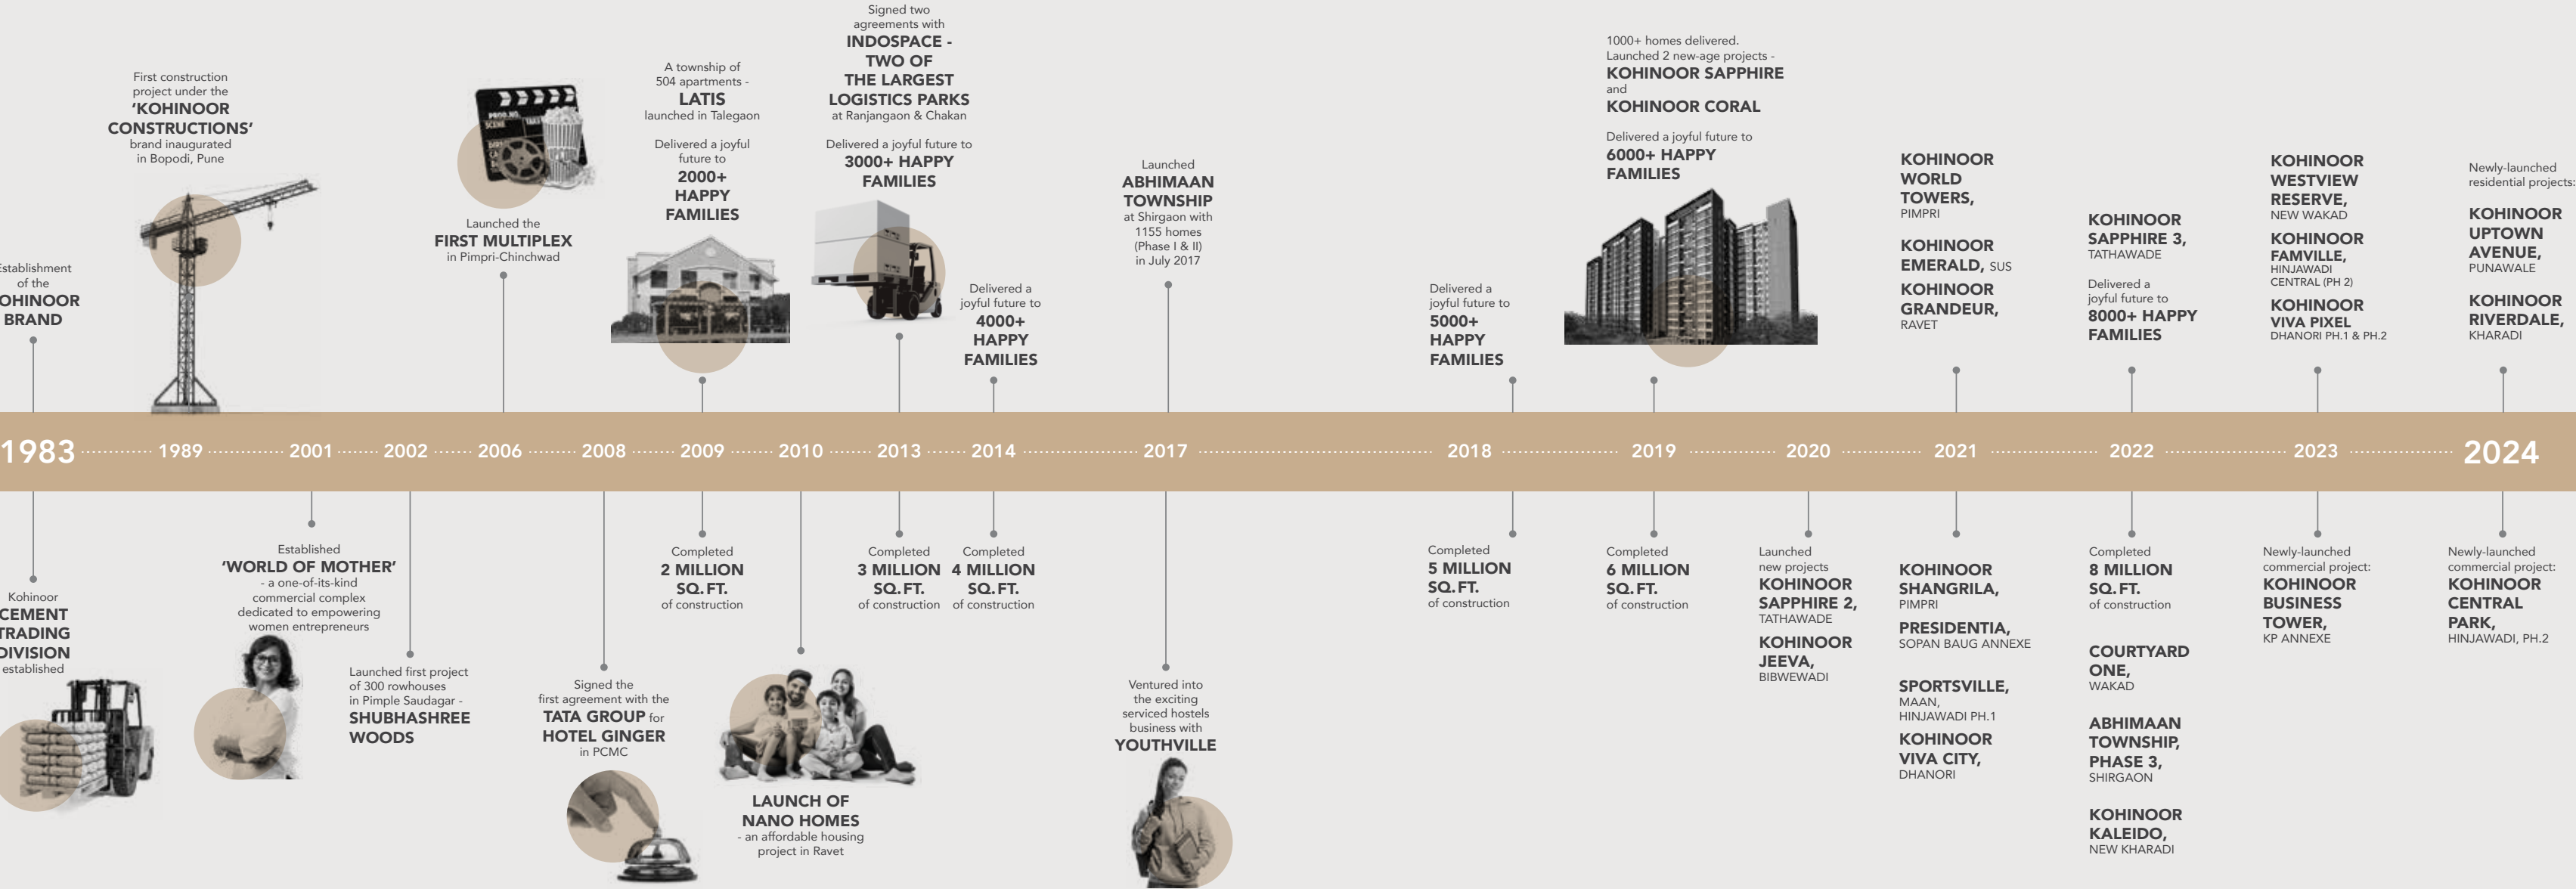 Establishment
of the
OHINOOR
BRAND
First construction
project under the
‘KOHINOOR
CONSTRUCTIONS’
brand inaugurated
in Bopodi, Pune
Launched the
FIRST MULTIPLEX
in Pimpri-Chinchwad
A township of
504 apartments -
LATIS
launched in Talegaon
Delivered a joyful
future to
2000+
HAPPY
FAMILIES
Signed two
agreements with
INDOSPACE -
TWO OF
THE LARGEST
LOGISTICS PARKS
at Ranjangaon & Chakan
Delivered a joyful future to
3000+ HAPPY
FAMILIES
Delivered a
joyful future to
4000+
HAPPY
FAMILIES
Launched
ABHIMAAN
TOWNSHIP
at Shirgaon with
1155 homes
(Phase I & II)
in July 2017
Delivered a
joyful future to
5000+
HAPPY
FAMILIES
1000+ homes delivered.
Launched 2 new-age projects -
KOHINOOR SAPPHIRE
and
KOHINOOR CORAL
Delivered a joyful future to
6000+ HAPPY
FAMILIES
KOHINOOR
WORLD
TOWERS,
PIMPRI
KOHINOOR
EMERALD, SUS
KOHINOOR
GRANDEUR,
RAVET
KOHINOOR
SAPPHIRE 3,
TATHAWADE
Delivered a
joyful future to
8000+ HAPPY
FAMILIES
KOHINOOR
WESTVIEW
RESERVE,
NEW WAKAD
KOHINOOR
FAMVILLE,
HINJAWADI
CENTRAL (PH 2)
KOHINOOR
VIVA PIXEL
DHANORI PH.1 & PH.2
Newly-launched
residential projects:
KOHINOOR
UPTOWN
AVENUE,
PUNAWALE
KOHINOOR
RIVERDALE,
KHARADI
1983 1989 2001 2002 2006 2008 2009 2010 2013 2014 2017 2018 2019 2020 2021 2022 2023 2024
Kohinoor
CEMENT
TRADING
DIVISION
established
Established
‘WORLD OF MOTHER’
- a one-of-its-kind
commercial complex
dedicated to empowering
women entrepreneurs
Launched first project
of 300 rowhouses
in Pimple Saudagar -
SHUBHASHREE
WOODS
Signed the
first agreement with the
TATA GROUP for
HOTEL GINGER
in PCMC
Completed
2 MILLION
SQ.FT.
of construction
LAUNCH OF
NANO HOMES
- an affordable housing
project in Ravet
Completed
3 MILLION
SQ.FT.
of construction
Completed
4 MILLION
SQ.FT.
of construction
Ventured into
the exciting
serviced hostels
business with
YOUTHVILLE
Completed
5 MILLION
SQ.FT.
of construction
Completed
6 MILLION
SQ.FT.
of construction
Launched
new projects
KOHINOOR
SAPPHIRE 2,
TATHAWADE
KOHINOOR
JEEVA,
BIBWEWADI
KOHINOOR
SHANGRILA,
PIMPRI
PRESIDENTIA,
SOPAN BAUG ANNEXE
SPORTSVILLE,
MAAN,
HINJAWADI PH.1
KOHINOOR
VIVA CITY,
DHANORI
Completed
8 MILLION
SQ.FT.
of construction
COURTYARD
ONE,
WAKAD
ABHIMAAN
TOWNSHIP,
PHASE 3,
SHIRGAON
KOHINOOR
KALEIDO,
NEW KHARADI
Newly-launched
commercial project:
KOHINOOR
BUSINESS
TOWER,
KP ANNEXE
Newly-launched
commercial project:
KOHINOOR
CENTRAL
PARK,
HINJAWADI, PH.2